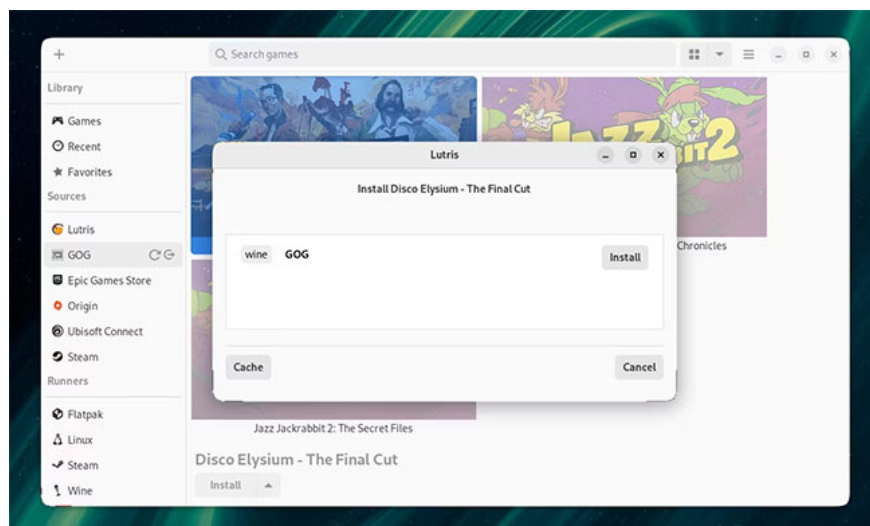 Search games
Library
Games
Recent
Favorites
Sources
Lutris
GOG
Epic Games Store
Origin
Ubisoft Connect
Steam
Runners
Flatpak
Linux
Steam
Wine
JAZZ
BIT2
Chronicles
Lutris
Install Disco Elysium - The Final Cut
wine GOG
Install
Cache
Cancel
Jazz Jackrabbit 2: The Secret Files
Disco Elysium - The Final Cut
Install